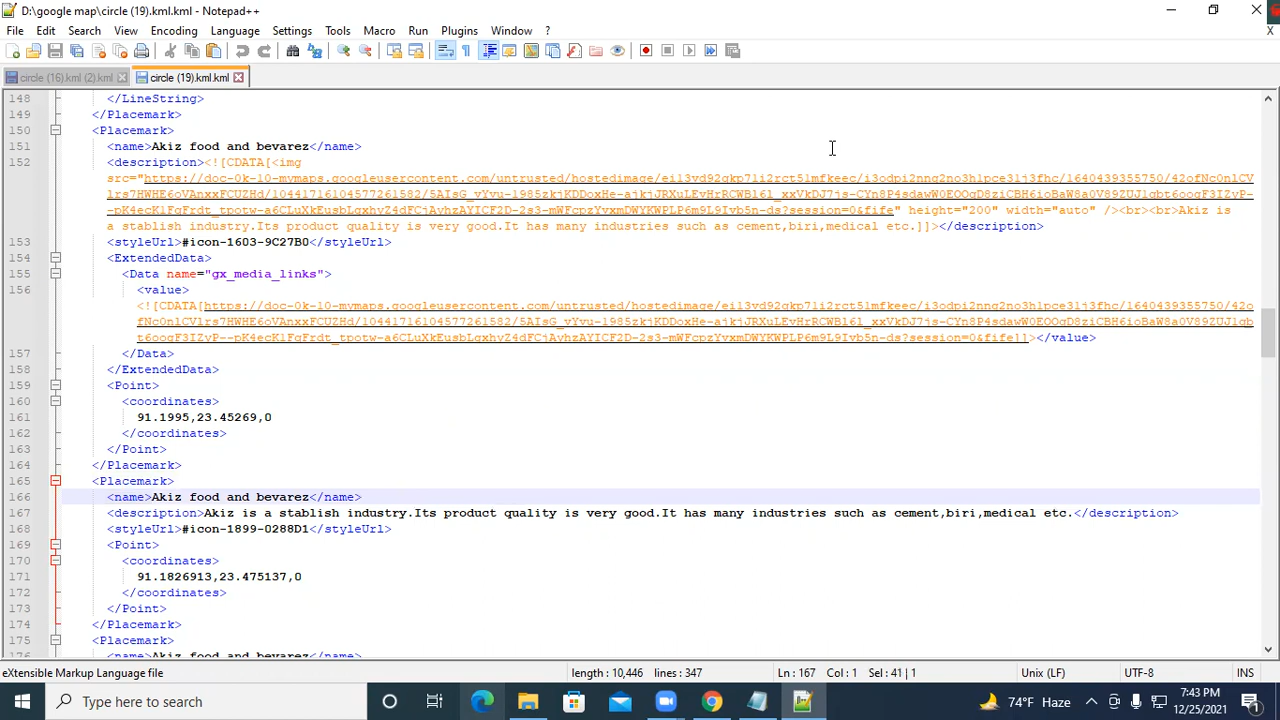 D:\google map\circle (19).kml.kml - Notepad++
File Edit Search View Encoding Language Settings Tools Macro Run Plugins Window ? X
circle (16).kml (2).kml circle (19).kml.kml
148 </LineString>
149 </Placemark>
150 <Placemark>
151 <name>Akiz food and bevarez</name>
152 <description><![CDATA[<img
height="200" width="auto" /><br><br>Akiz is
a stablish industry.Its product quality is very good.It has many industries such as cement,biri,medical etc.]]></description>
153 <styleUrl>#icon-1603-9C27B0</styleUrl>
154 <ExtendedData>
155 <Data name="gx_media_links">
156 <value>
157 </Data>
158 </ExtendedData>
159 <Point>
160 <coordinates>
161 91.1995,23.45269,0
162 </coordinates>
163 </Point>
164 </Placemark>
165 <Placemark>
166 <name>Akiz food and bevarez</name>
167 <description>Akiz is a stablish industry.Its product quality is very good.It has many industries such as cement,biri,medical etc.</description>
168 <styleUrl>#icon-1899-0288D1</styleUrl>
169 <Point>
170 <coordinates>
171 91.1826913,23.475137,0
172 </coordinates>
173 </Point>
174 </Placemark>
175 <Placemark>
176 <name>Akiz food and bevarez</name>
eXtensible Markup Language file length : 10,446 lines : 347 Ln : 167 Col : 1 Sel : 41 | 1 Unix (LF) UTF-8 INS
Type here to search 74°F Haze 7:43 PM
12/25/2021